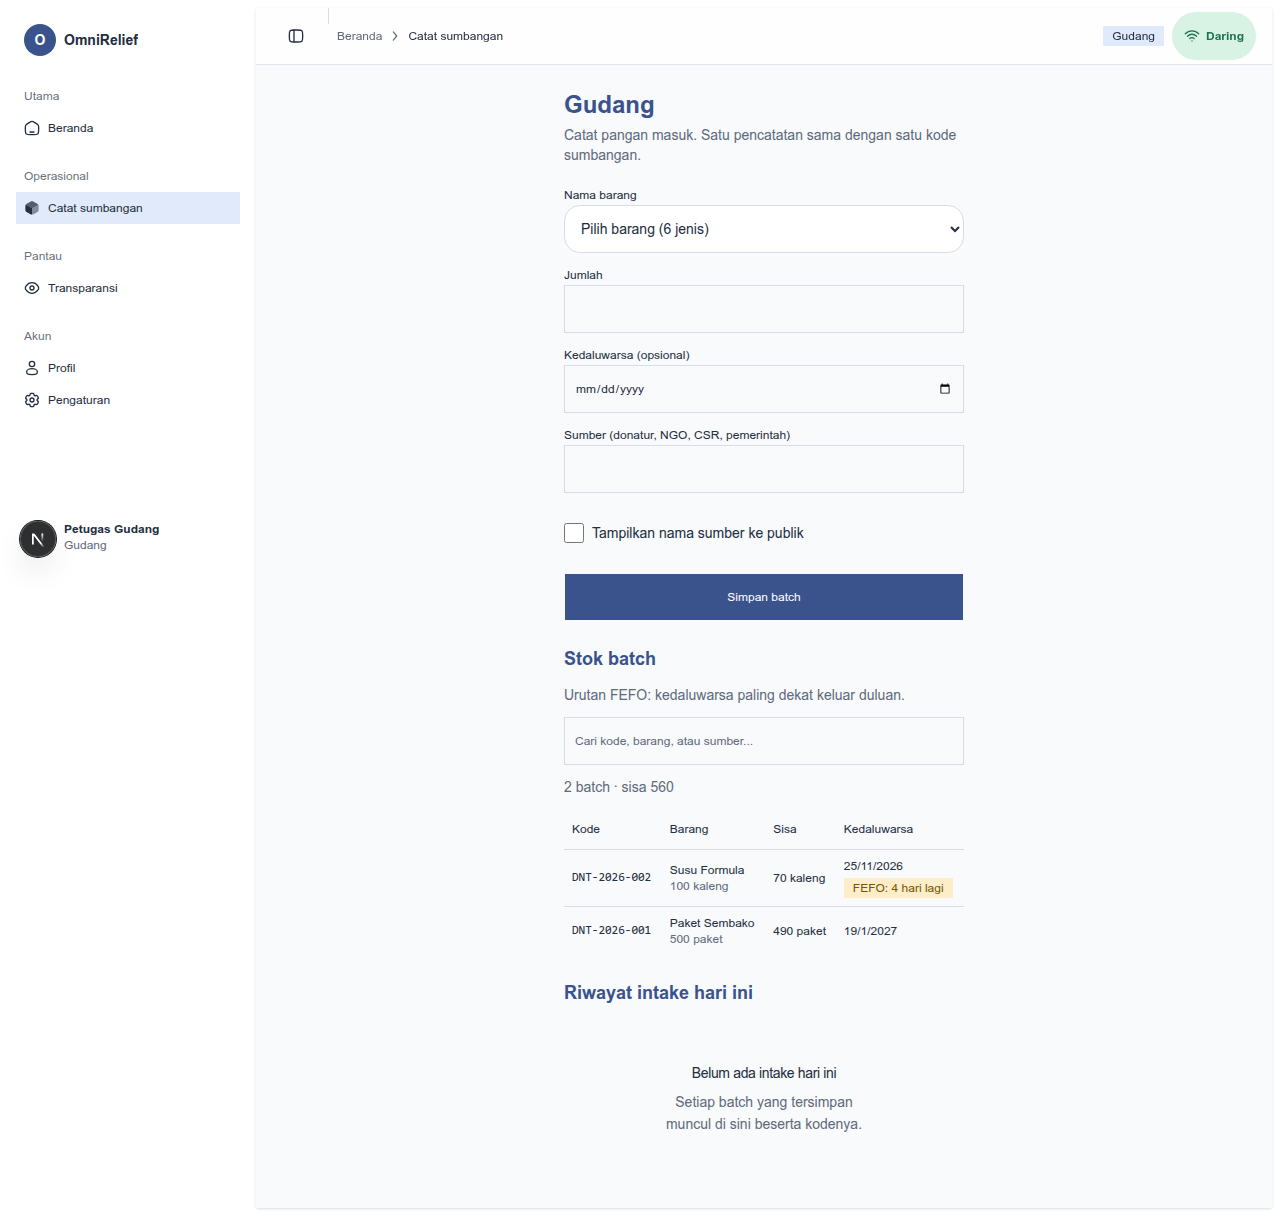 O OmniRelief
Utama
Beranda
Operasional
Catat sumbangan
Pantau
Transparansi
Akun
Profil
Pengaturan
N
Petugas Gudang
Gudang
Beranda > Catat sumbangan
Gudang
Daring
Gudang
Catat pangan masuk. Satu pencatatan sama dengan satu kode
sumbangan.
Nama barang
Pilih barang (6 jenis)
Jumlah
Kedaluwarsa (opsional)
mm/dd/yyyy
Sumber (donatur, NGO, CSR, pemerintah)
Tampilkan nama sumber ke publik
Simpan batch
Stok batch
Urutan FEFO: kedaluwarsa paling dekat keluar duluan.
Cari kode, barang, atau sumber...
2 batch · sisa 560
Kode Barang Sisa Kedaluwarsa
DNT-2026-002 Susu Formula 70 kaleng 25/11/2026
100 kaleng FEFO: 4 hari lagi
DNT-2026-001 Paket Sembako 490 paket 19/1/2027
500 paket
Riwayat intake hari ini
Belum ada intake hari ini
Setiap batch yang tersimpan
muncul di sini beserta kodenya.